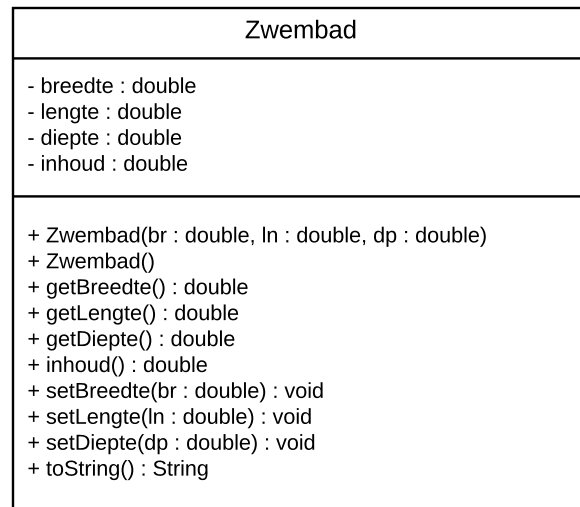 Zwembad
- breedte : double
- lengte : double
- diepte : double
- inhoud : double
+ Zwembad(br : double, ln : double, dp : double)
+ Zwembad()
+ getBreedte() : double
+ getLengte() : double
+ getDiepte() : double
+ inhoud() : double
+ setBreedte(br : double) : void
+ setLengte(ln : double) : void
+ setDiepte(dp : double) : void
+ toString() : String